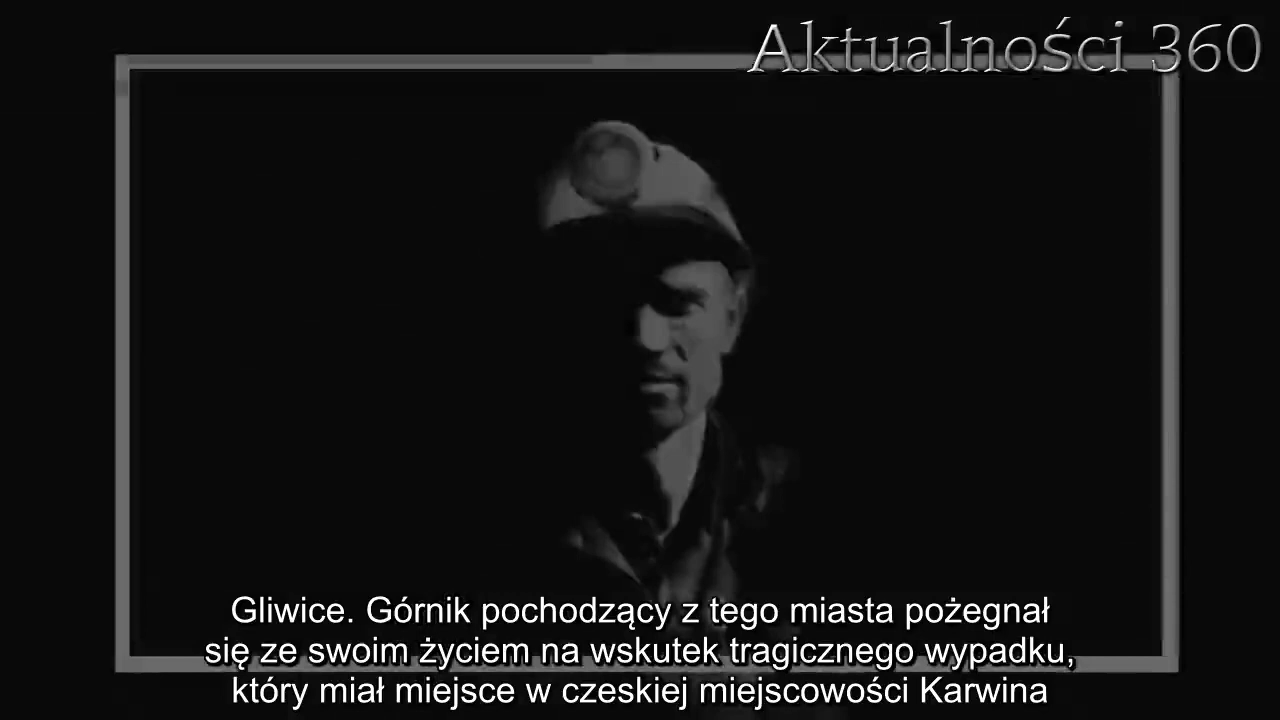 Aktualności 360
Gliwice. Górnik pochodzący z tego miasta pożegnał
się ze swoim życiem na wskutek tragicznego wypadku,
który miał miejsce w czeskiej miejscowości Karwina